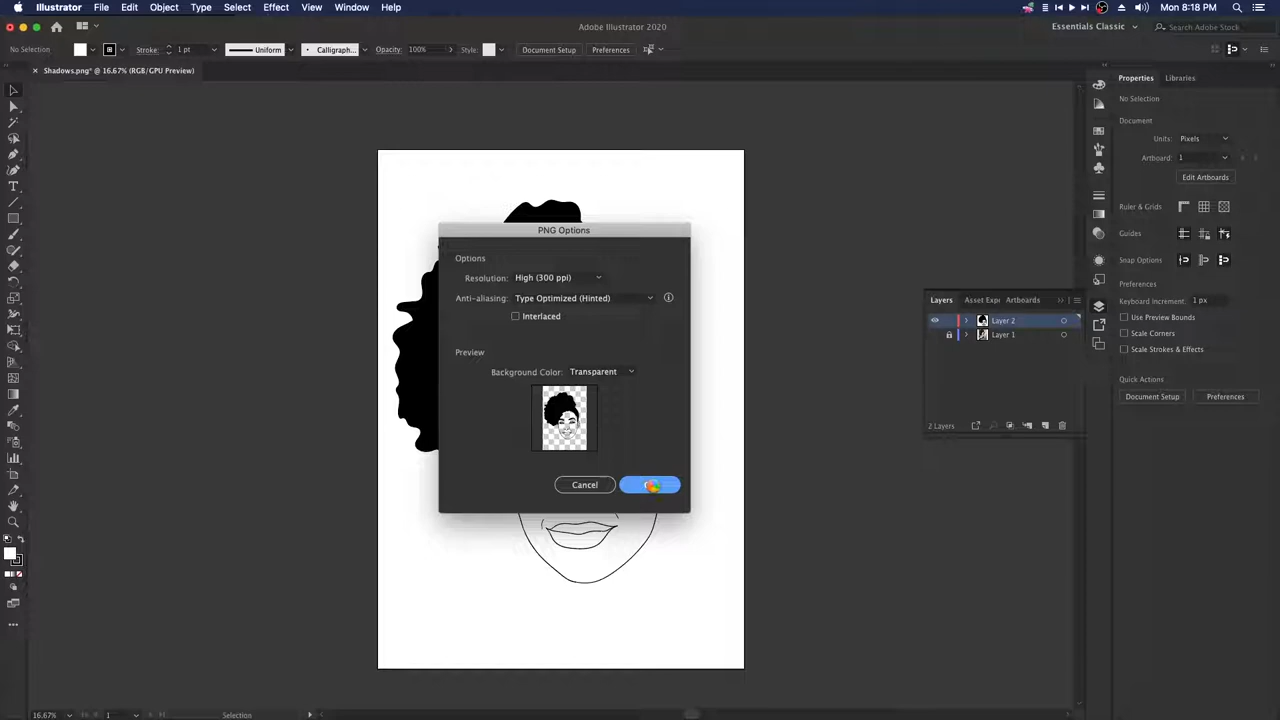 Illustrator File Edit Object Type Select Effect View Window Help Mon 8:18 PM
Adobe Illustrator 2020 Essentials Classic Search Adobe Stock
No Selection Stroke: 1 pt Uniform Calligraph... Opacity: 100% Style: Document Setup Preferences
Shadows.png* @ 16.67% (RGB/GPU Preview)
Properties Libraries
No Selection
Document
Units: Pixels
Artboard: 1
Edit Artboards
Ruler & Grids
Guides
Snap Options
Preferences
Keyboard Increment: 1 px
Use Preview Bounds
Scale Corners
Scale Strokes & Effects
Quick Actions
Document Setup Preferences
PNG Options
Options
Resolution: High (300 ppi)
Anti-aliasing: Type Optimized (Hinted)
Interlaced
Preview
Background Color: Transparent
Cancel
Layers Asset Expo Artboards
Layer 2
Layer 1
2 Layers
16.67% 1 Selection